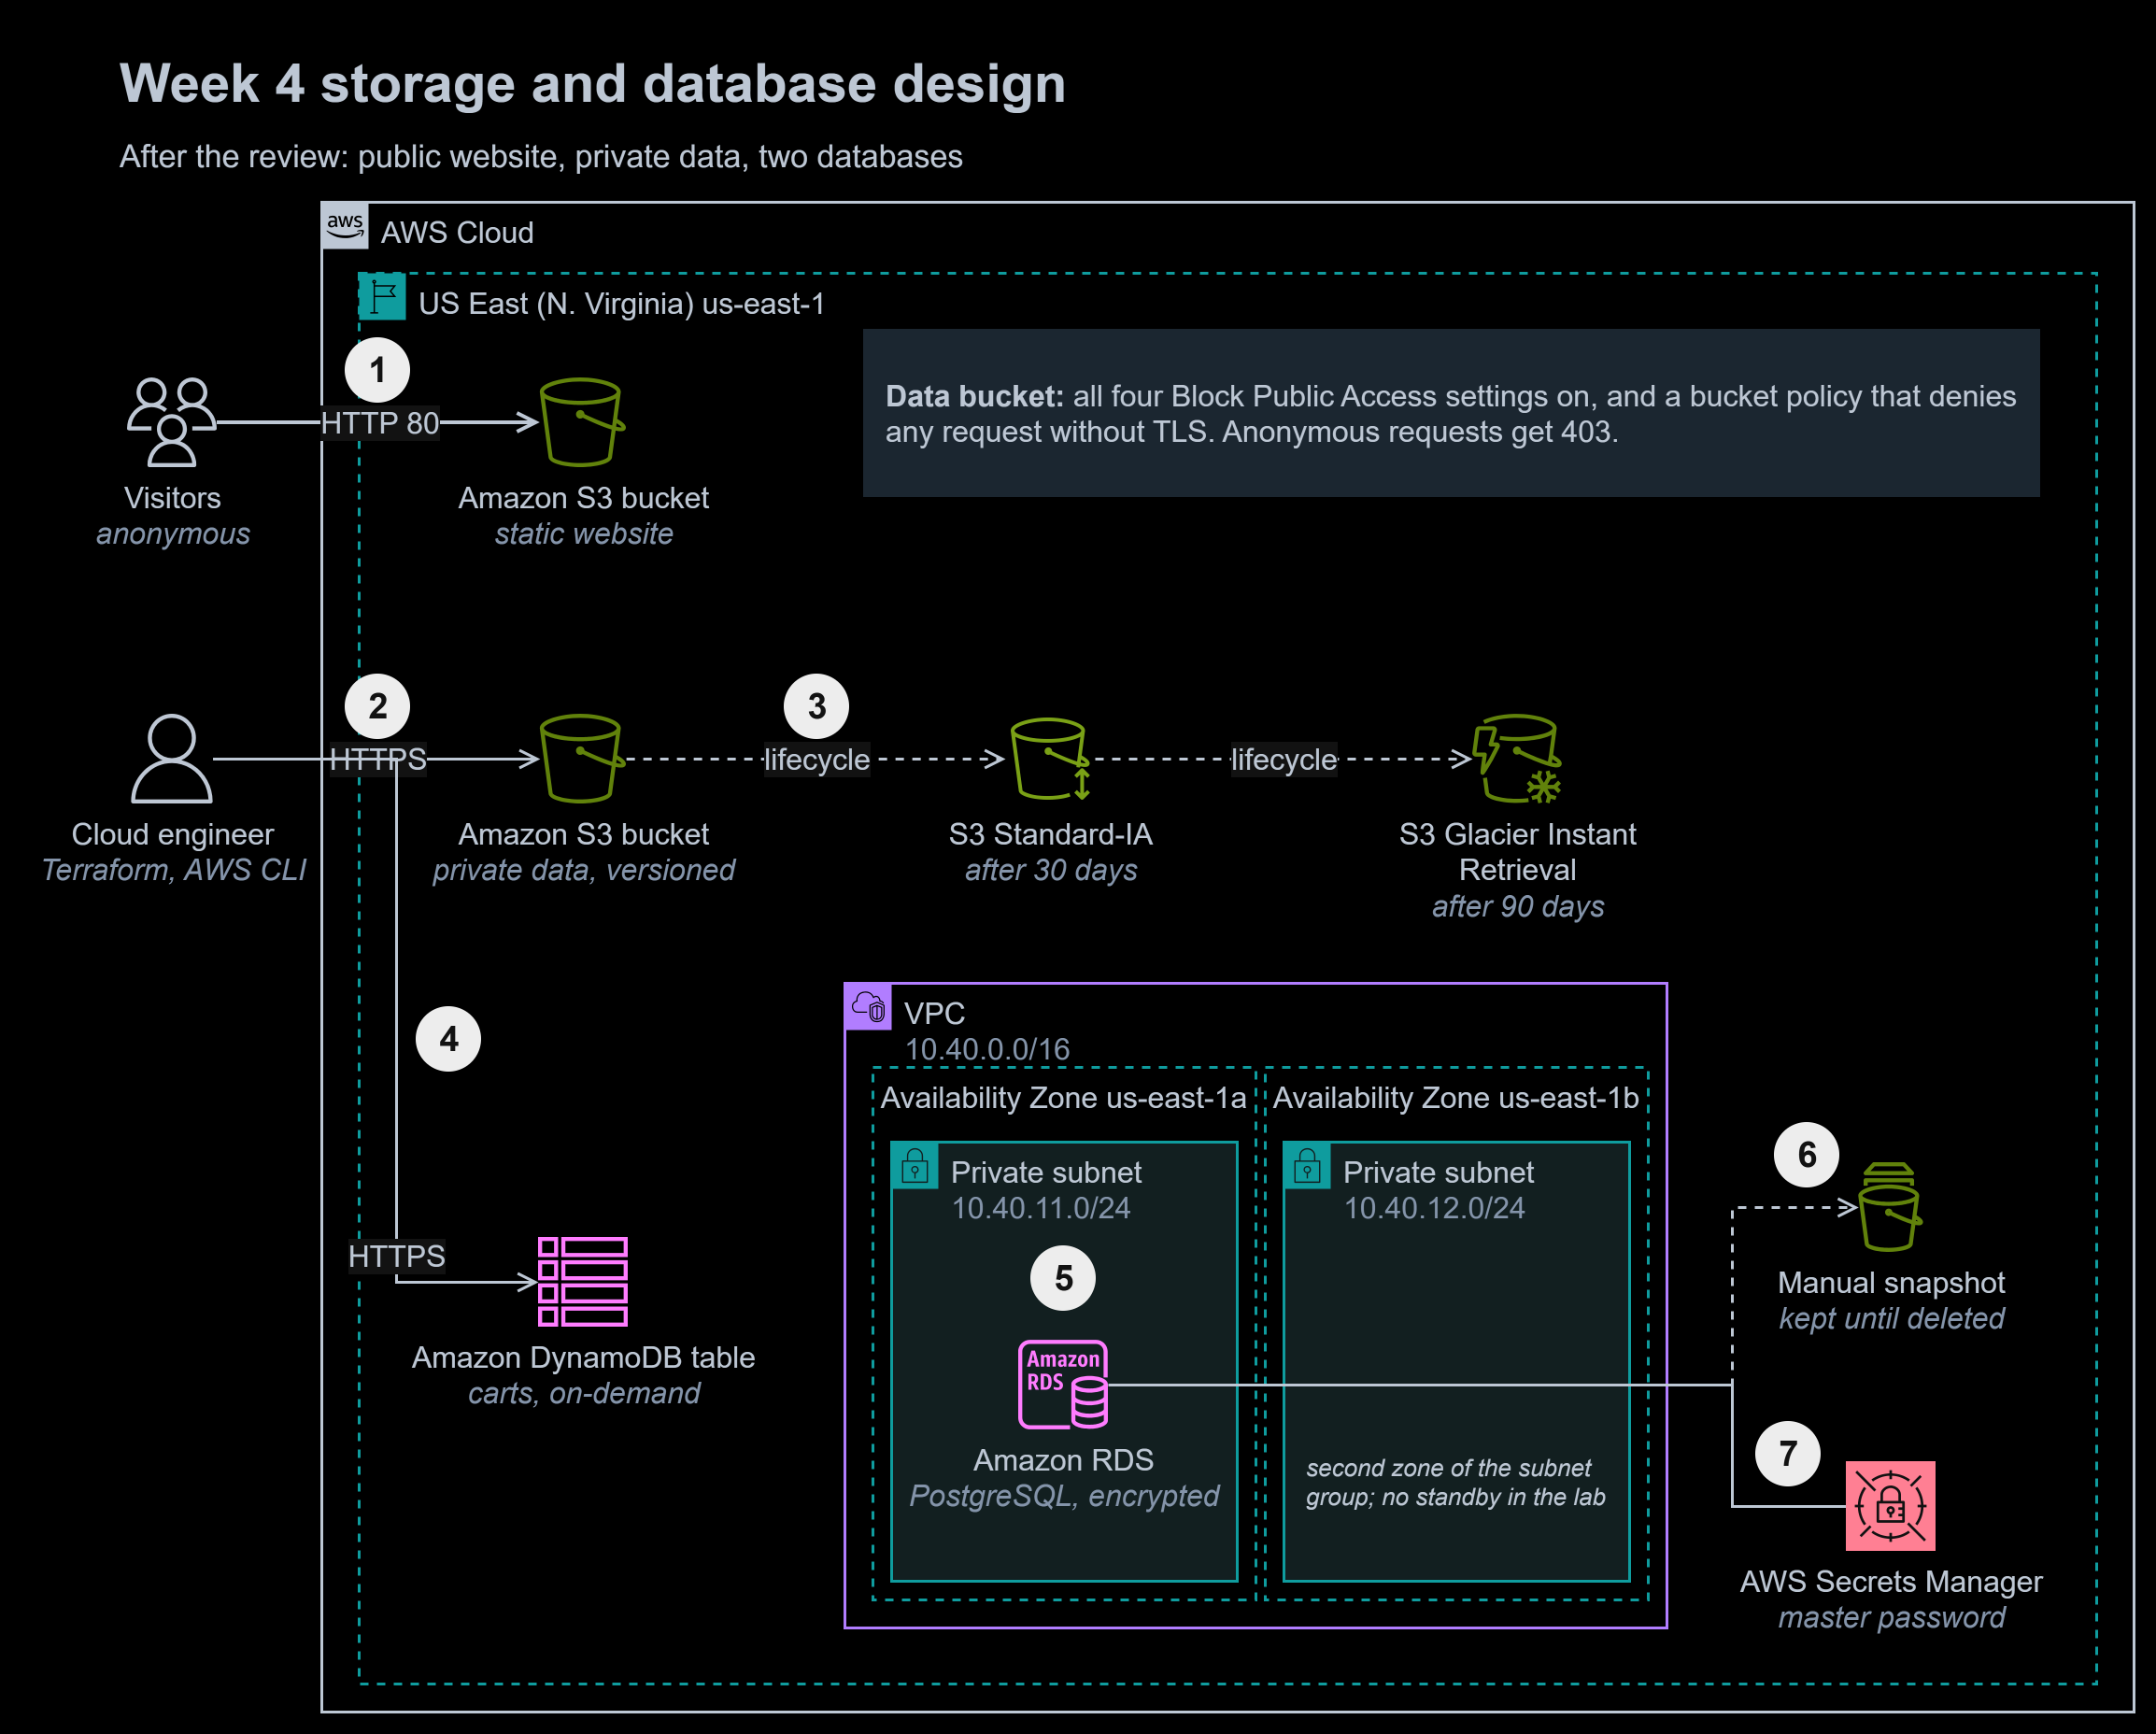 Week 4 storage and database design
After the review: public website, private data, two databases
aws
AWS Cloud
US East (N. Virginia) us-east-1
Data bucket: all four Block Public Access settings on, and a bucket policy that denies
any request without TLS. Anonymous requests get 403.
1
HTTP 80
Visitors
anonymous
Amazon S3 bucket
static website
2
HTTPS
3
lifecycle
lifecycle
Cloud engineer
Terraform, AWS CLI
Amazon S3 bucket
private data, versioned
S3 Standard-IA
after 30 days
S3 Glacier Instant
Retrieval
after 90 days
4
HTTPS
Amazon DynamoDB table
carts, on-demand
VPC
10.40.0.0/16
Availability Zone us-east-1a
Private subnet
10.40.11.0/24
5
Amazon
RDS
Amazon RDS
PostgreSQL, encrypted
Availability Zone us-east-1b
Private subnet
10.40.12.0/24
second zone of the subnet
group; no standby in the lab
6
Manual snapshot
kept until deleted
7
AWS Secrets Manager
master password